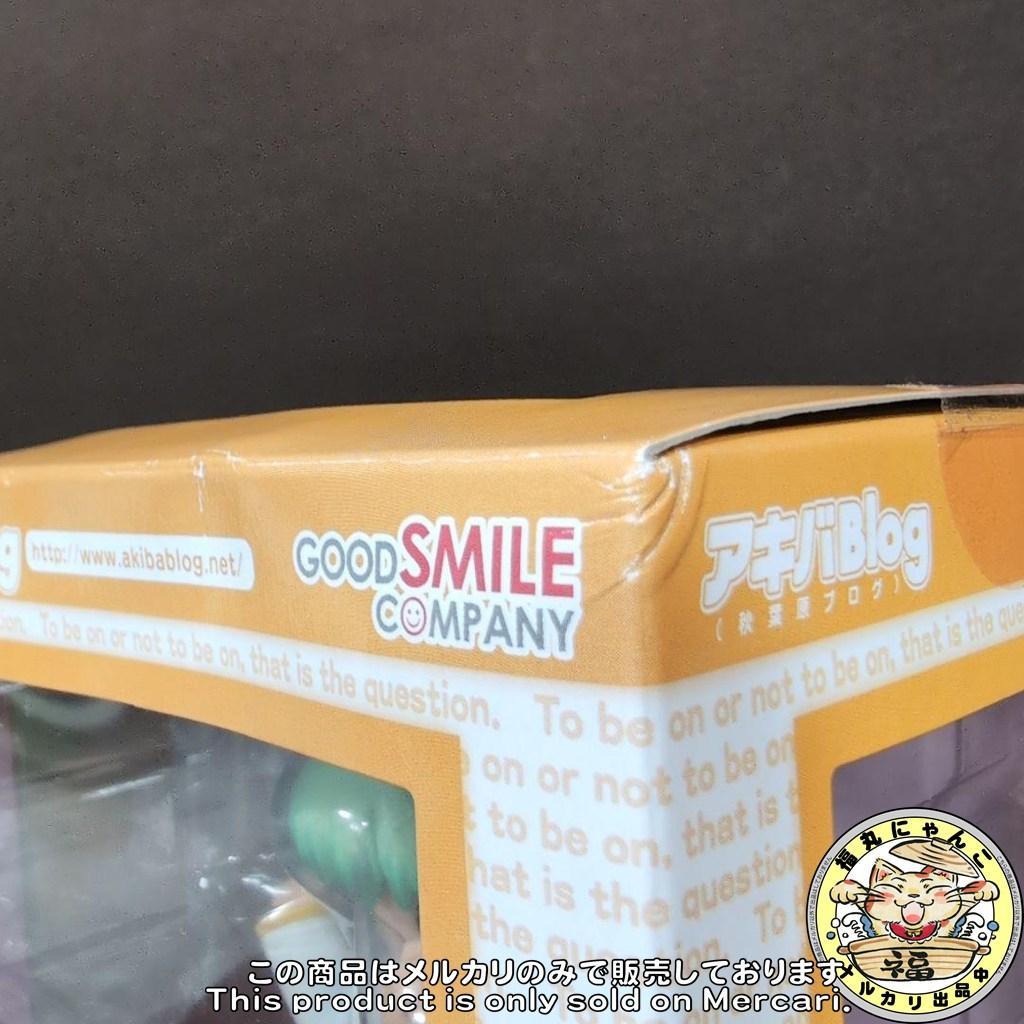 http://www.akibablog.net/
GOOD SMILE
COMPANY
アキバBlog
(秋葉原ブログ)
To be on or not to be on, that is the question. To be on or not to be on, that is the
on or not to be on
to be on, that is
that is the question
the question To
この商品はメルカリのみで販売しております
This product is only sold on Mercari.
福丸にゃんこ
福
メルカリ出品中